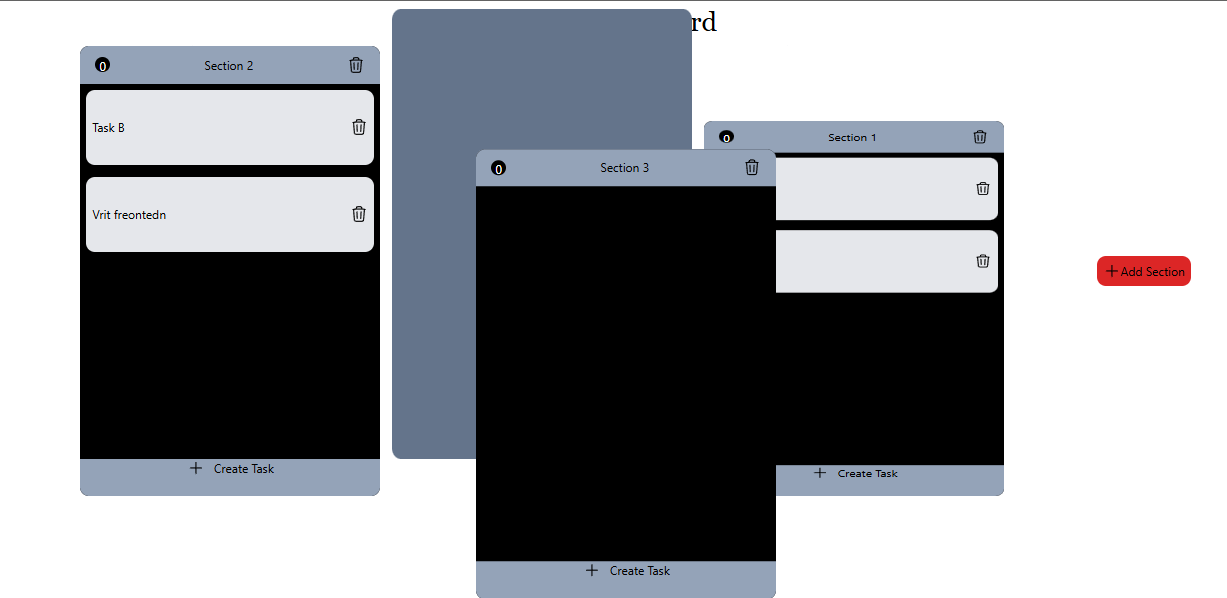 rd
0 Section 2
Task B
Vrit freontedn
+ Create Task
0 Section 3
+ Create Task
0 Section 1
+ Create Task
+ Add Section